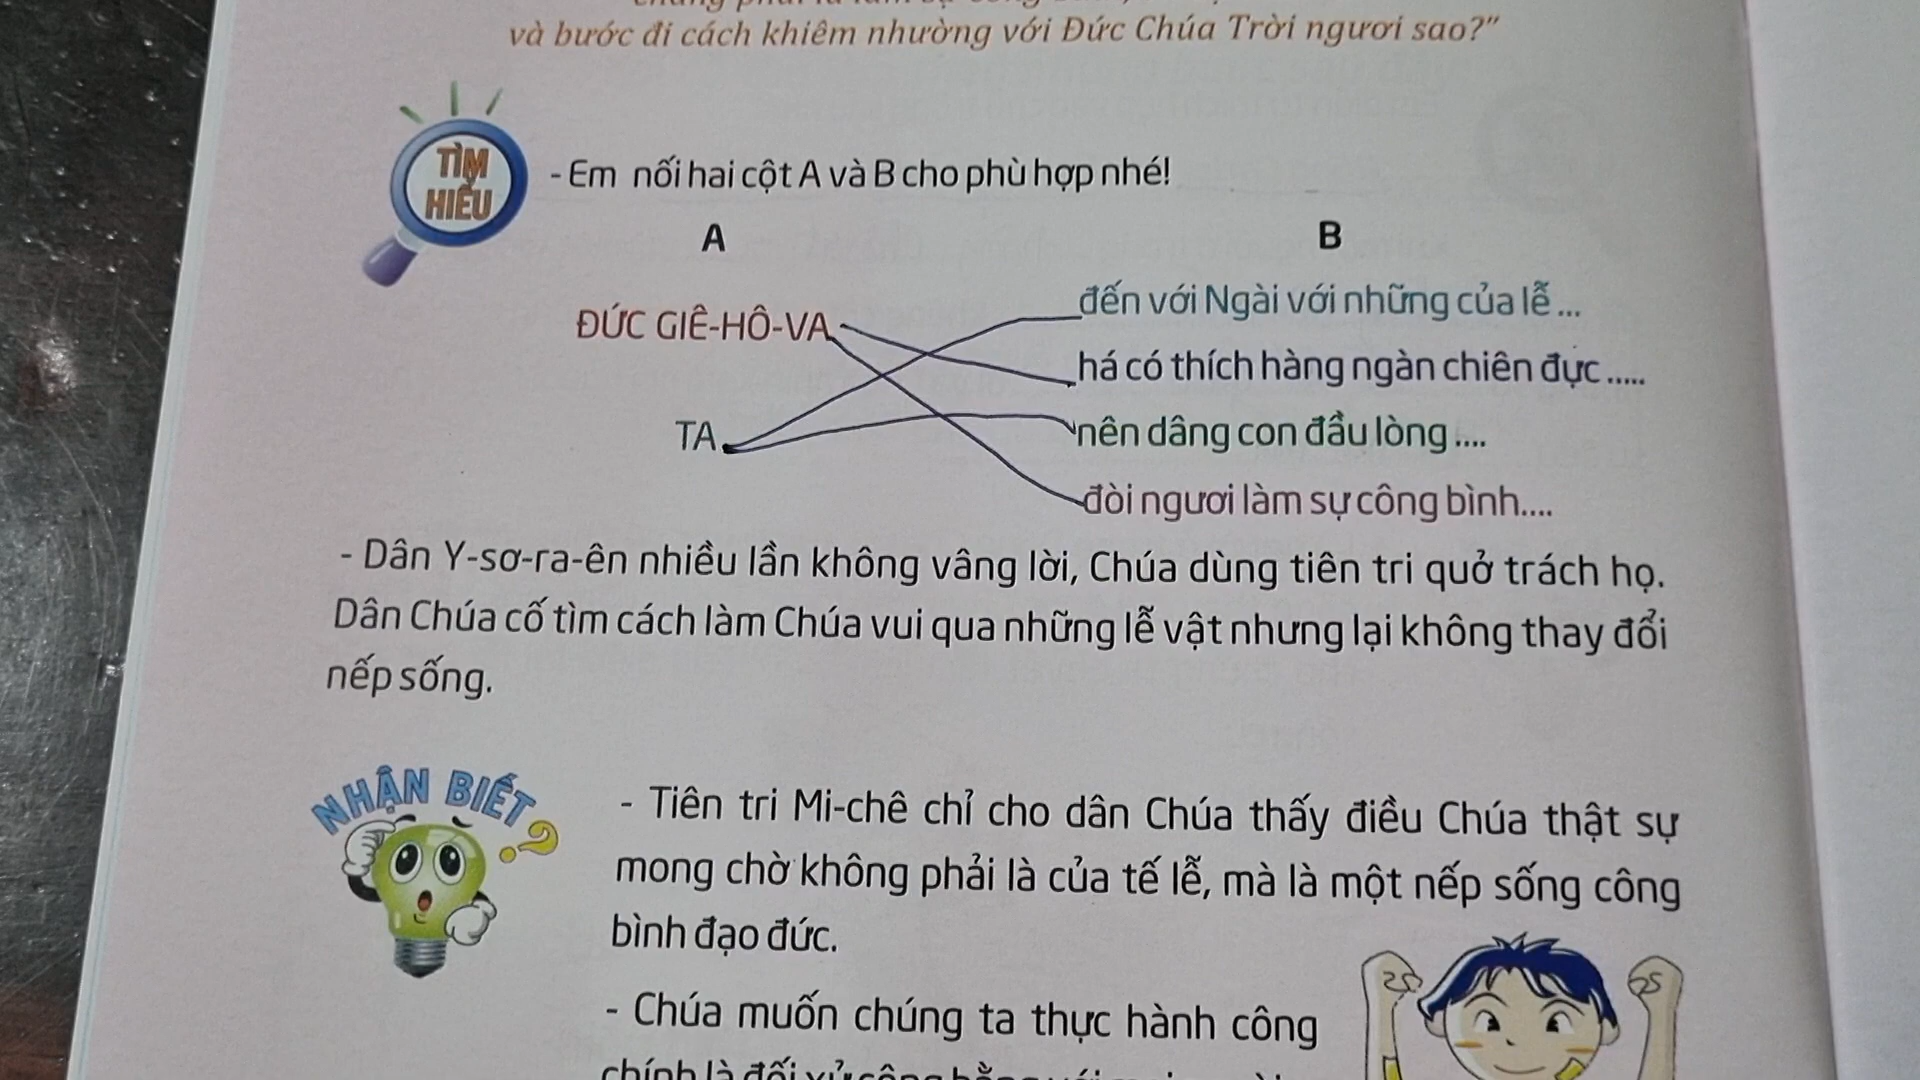 và bước đi cách khiêm nhường với Đức Chúa Trời ngươi sao?"
TÌM
HIỂU
- Em nối hai cột A và B cho phù hợp nhé!
A
B
ĐỨC GIÊ-HÔ-VA
TA
đến với Ngài với những của lễ ...
há có thích hàng ngàn chiên đực .....
nên dâng con đầu lòng ....
đòi ngươi làm sự công bình....
- Dân Y-sơ-ra-ên nhiều lần không vâng lời, Chúa dùng tiên tri quở trách họ.
Dân Chúa cố tìm cách làm Chúa vui qua những lễ vật nhưng lại không thay đổi
nếp sống.
NHẬN BIẾT?
- Tiên tri Mi-chê chỉ cho dân Chúa thấy điều Chúa thật sự
mong chờ không phải là của tế lễ, mà là một nếp sống công
bình đạo đức.
- Chúa muốn chúng ta thực hành công
chính là đối xử công bằng